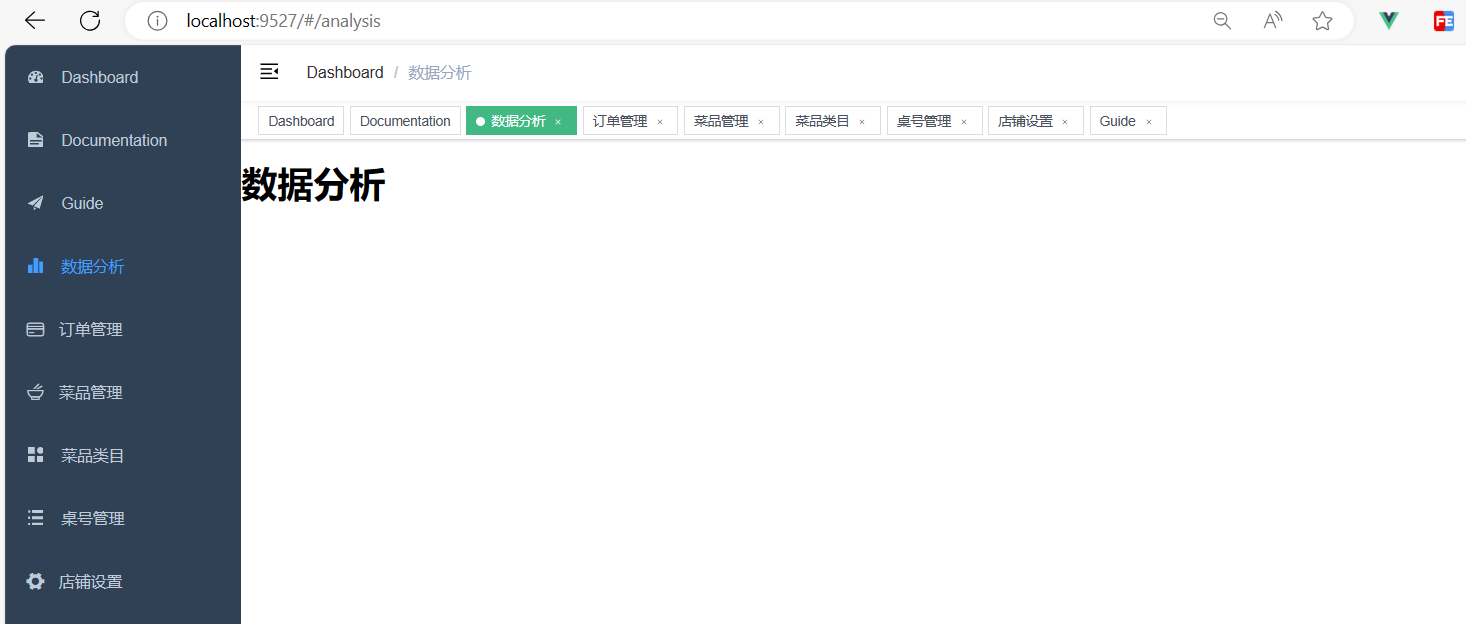 localhost:9527/#/analysis
Dashboard
Documentation
Guide
数据分析
订单管理
菜品管理
菜品类目
桌号管理
店铺设置
Dashboard / 数据分析
Dashboard Documentation 数据分析 × 订单管理 × 菜品管理 × 菜品类目 × 桌号管理 × 店铺设置 × Guide ×
数据分析